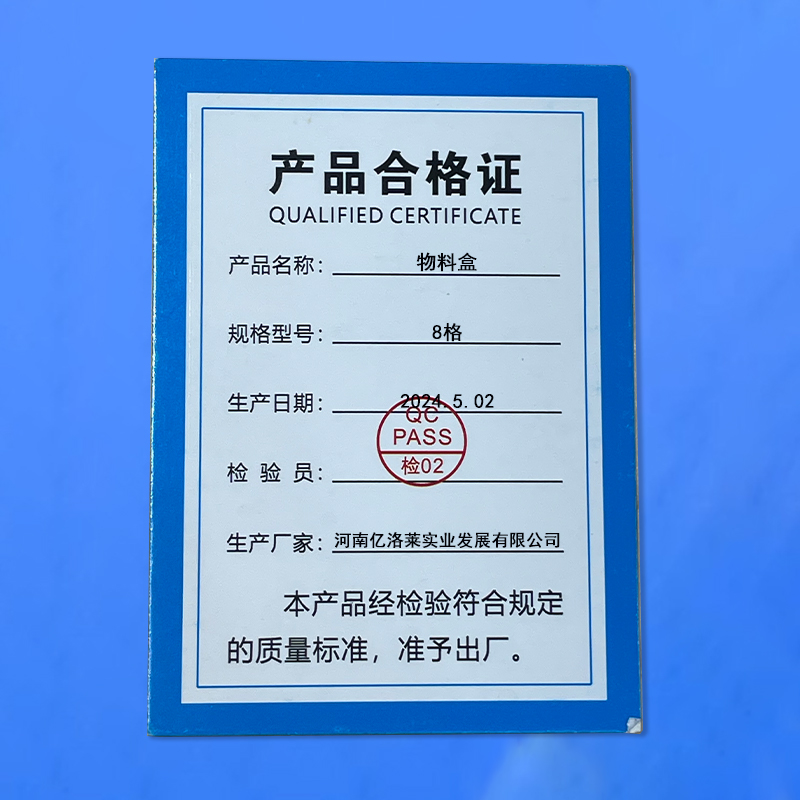 产品合格证
QUALIFIED CERTIFICATE
产品名称： 物料盒
规格型号： 8格
生产日期： 2024.5.02
QC
PASS
检02
检 验 员：
生产厂家： 河南亿洛莱实业发展有限公司
本产品经检验符合规定
的质量标准，准予出厂。